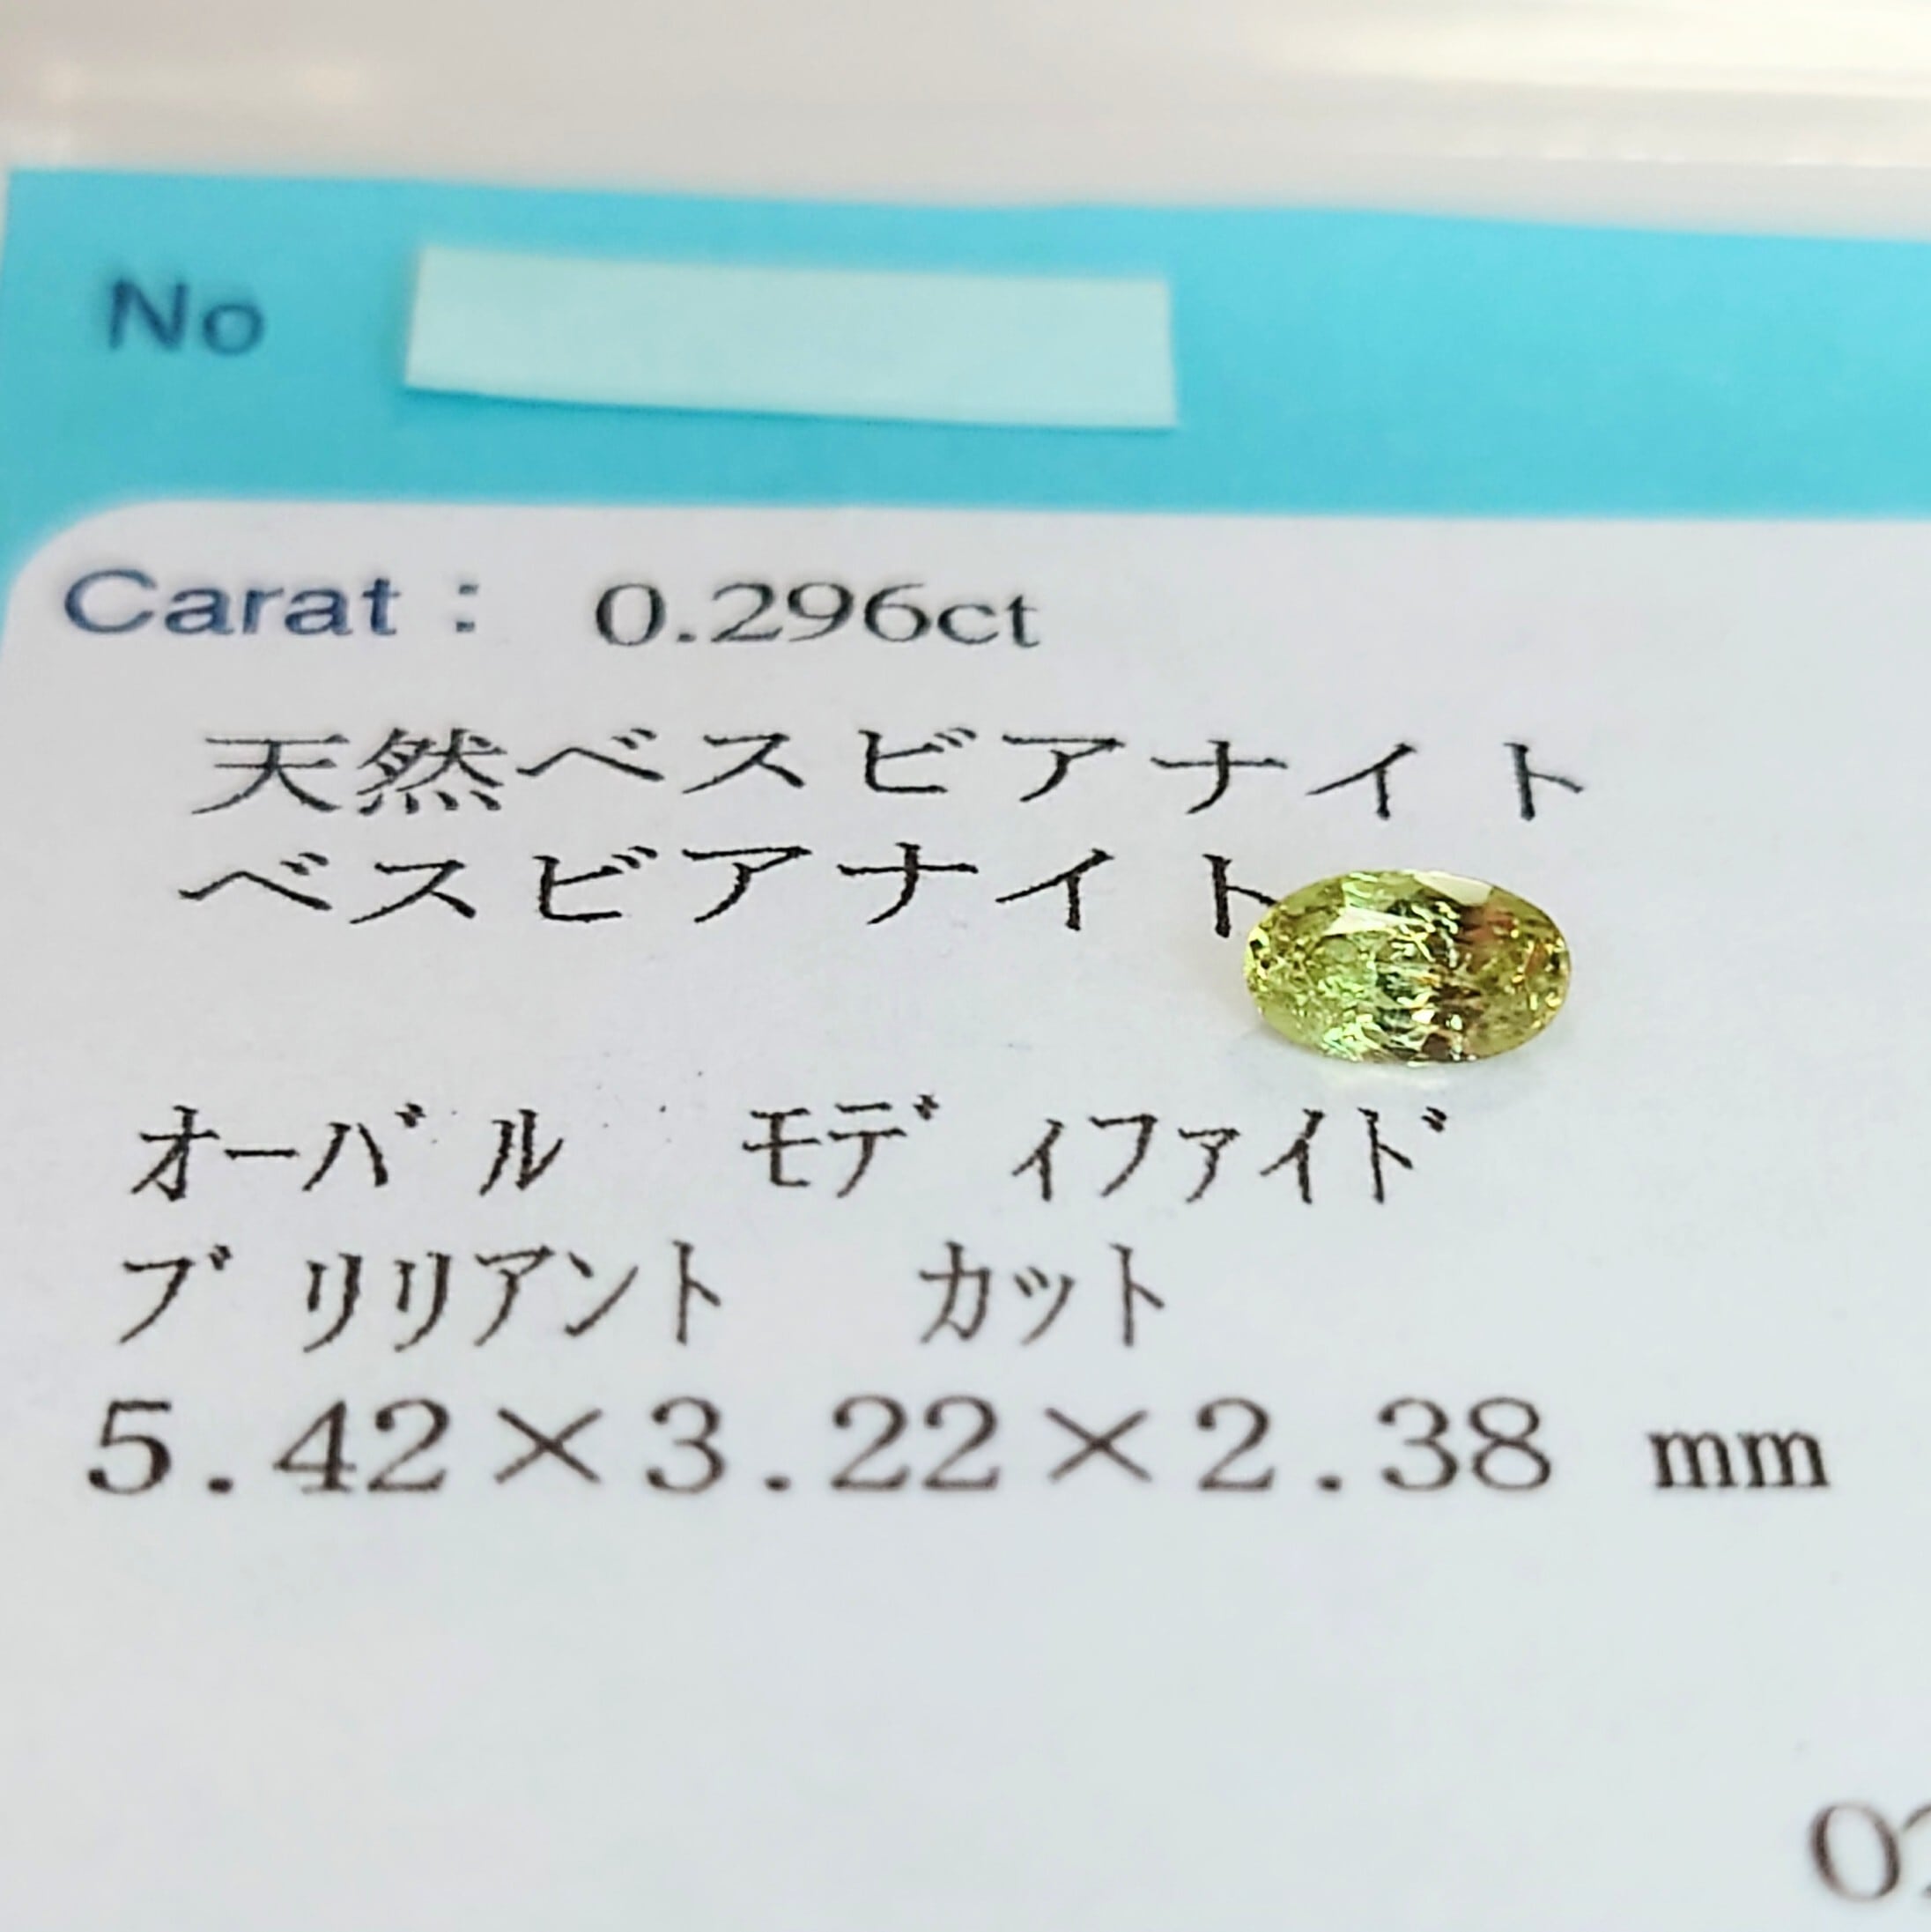 No
Carat : 0.296ct
天然ベスビアナイト
ベスビアナイト
オーバル モディファイド
ブリリアント カット
5.42×3.22×2.38 mm